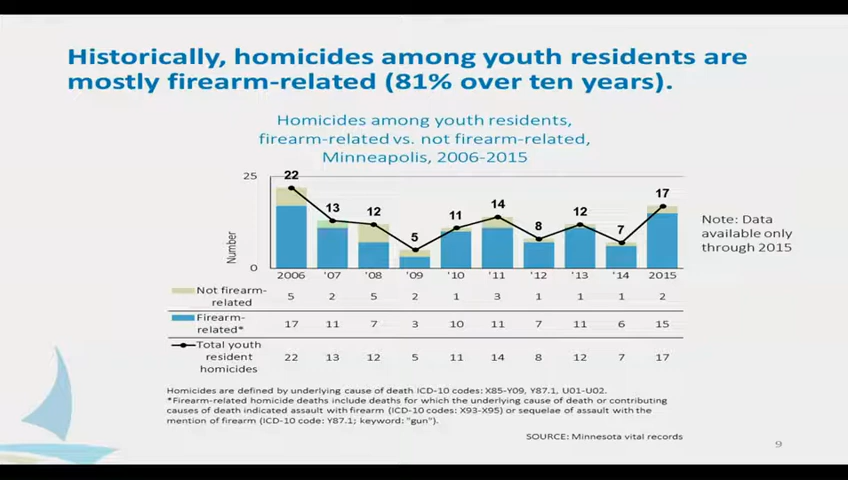 Historically, homicides among youth residents are
mostly firearm-related (81% over ten years).
Homicides among youth residents,
firearm-related vs. not firearm-related,
Minneapolis, 2006-2015
25
22
13
12
5
11
14
8
12
7
17
Number
0
2006 '07 '08 '09 '10 '11 '12 '13 '14 2015
Note: Data
available only
through 2015
Not firearm-
related
5 2 5 2 1 3 1 1 1 2
Firearm-
related*
17 11 7 3 10 11 7 11 6 15
Total youth
resident
homicides
22 13 12 5 11 14 8 12 7 17
Homicides are defined by underlying cause of death ICD-10 codes: X85-Y09, Y87.1, U01-U02.
*Firearm-related homicide deaths include deaths for which the underlying cause of death or contributing
causes of death indicated assault with firearm (ICD-10 codes: X93-X95) or sequelae of assault with the
mention of firearm (ICD-10 code: Y87.1; keyword: "gun").
SOURCE: Minnesota vital records
9